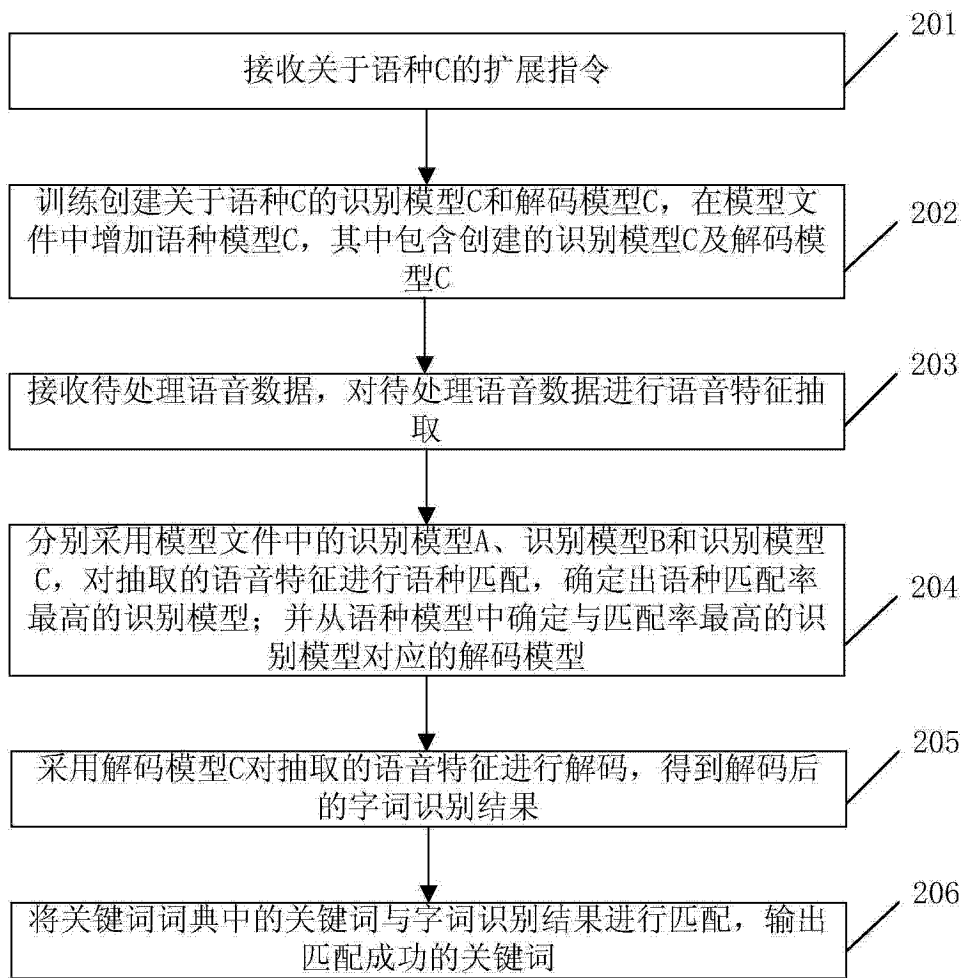 201
接收关于语种C的扩展指令
202
训练创建关于语种C的识别模型C和解码模型C，在模型文
件中增加语种模型C，其中包含创建的识别模型C及解码模
型C
203
接收待处理语音数据，对待处理语音数据进行语音特征抽
取
204
分别采用模型文件中的识别模型A、识别模型B和识别模型
C，对抽取的语音特征进行语种匹配，确定出语种匹配率
最高的识别模型；并从语种模型中确定与匹配率最高的识
别模型对应的解码模型
205
采用解码模型C对抽取的语音特征进行解码，得到解码后
的字词识别结果
206
将关键词词典中的关键词与字词识别结果进行匹配，输出
匹配成功的关键词